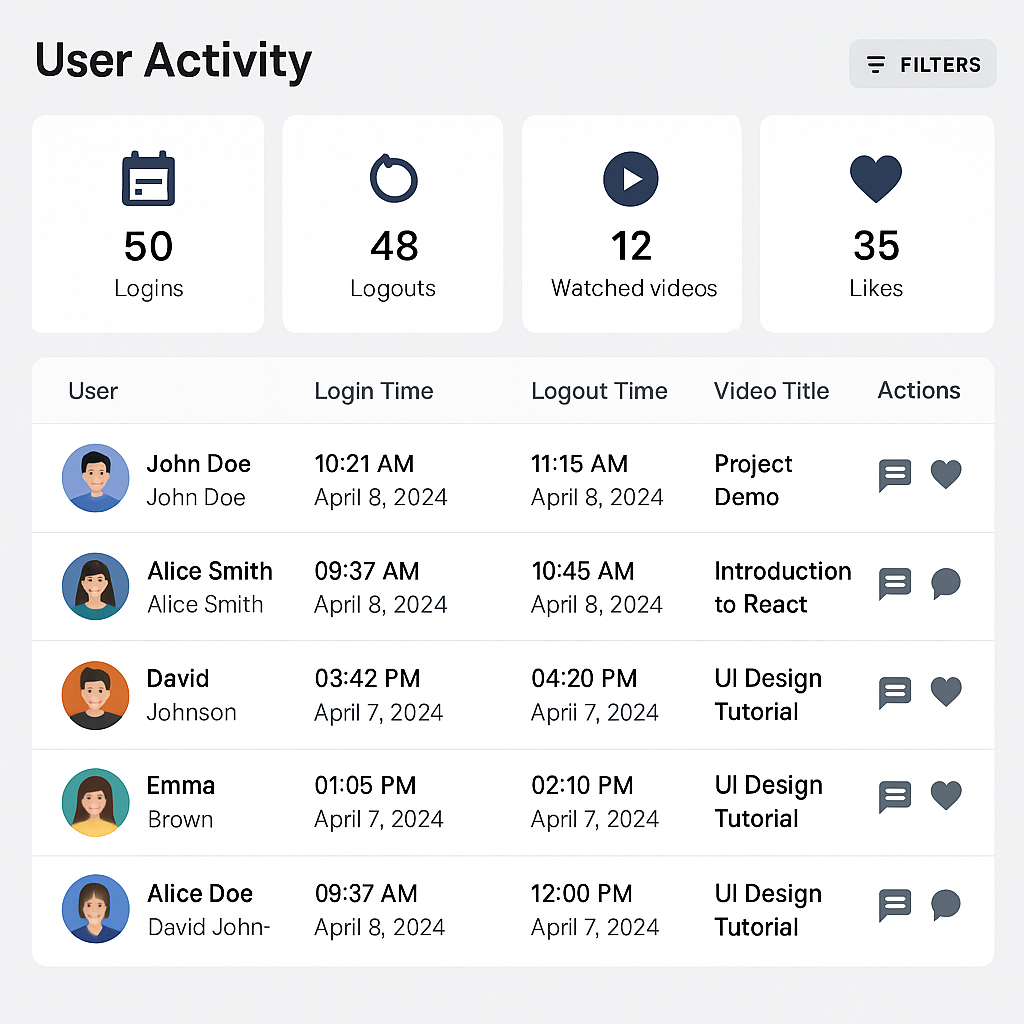 User Activity
FILTERS
50
Logins
48
Logouts
12
Watched videos
35
Likes
User
Login Time
Logout Time
Video Title
Actions
John Doe
John Doe
10:21 AM
April 8, 2024
11:15 AM
April 8, 2024
Project
Demo
Alice Smith
Alice Smith
09:37 AM
April 8, 2024
10:45 AM
April 8, 2024
Introduction
to React
David
Johnson
03:42 PM
April 7, 2024
04:20 PM
Aprii 7, 2024
UI Design
Tutorial
Emma
Brown
01:05 PM
April 7, 2024
02:10 PM
April 7, 2024
UI Design
Tutorial
Alice Doe
David John-
09:37 AM
April 8, 2024
12:00 PM
April 7, 2024
UI Design
Tutorial